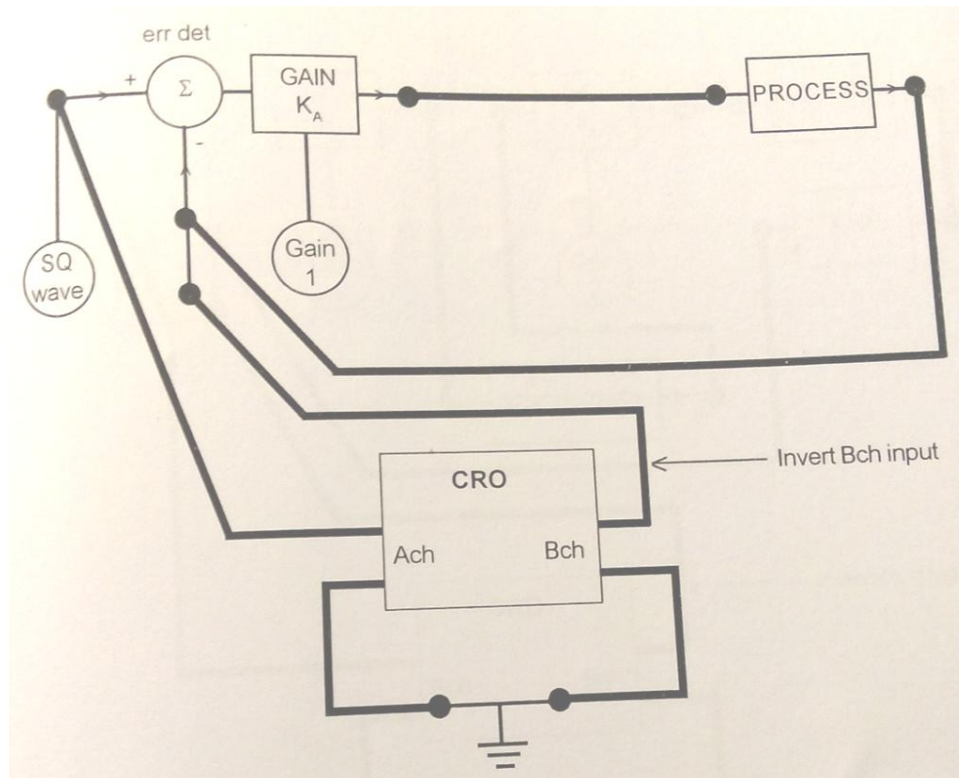 err det
+
Σ
-
GAIN
K_A
PROCESS
SQ
wave
Gain
1
Invert Bch input
CRO
Ach
Bch